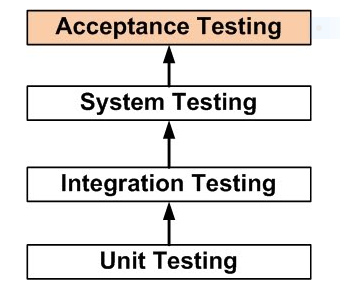 Acceptance Testing
System Testing
Integration Testing
Unit Testing